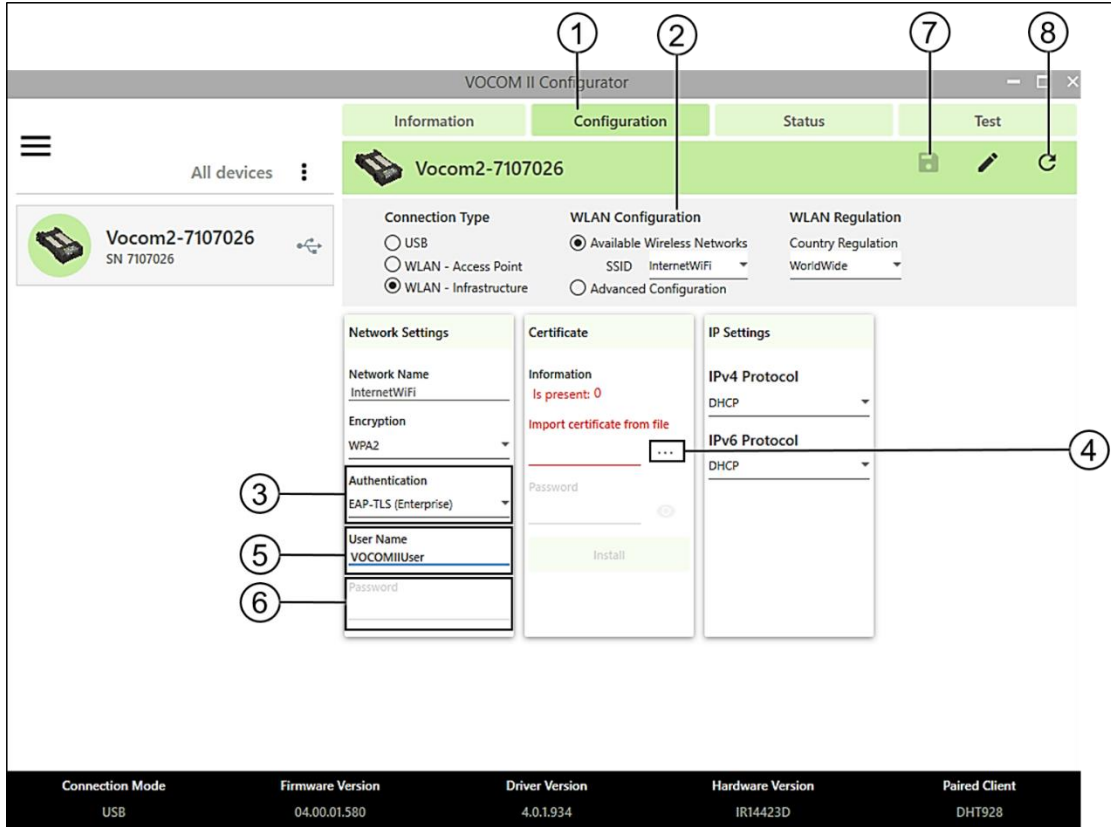 1
2
7
8
VOCOM II Configurator
Information
Configuration
Status
Test
All devices
Vocom2-7107026
Vocom2-7107026
SN 7107026
Connection Type
USB
WLAN - Access Point
WLAN - Infrastructure
WLAN Configuration
Available Wireless Networks
SSID InternetWiFi
Advanced Configuration
WLAN Regulation
Country Regulation
WorldWide
Network Settings
Network Name
InternetWiFi
Encryption
WPA2
3
Authentication
EAP-TLS (Enterprise)
5
User Name
VOCOMIIUser
6
Password
Certificate
Information
Is present: 0
Import certificate from file
...
4
Password
Install
IP Settings
IPv4 Protocol
DHCP
IPv6 Protocol
DHCP
Connection Mode
USB
Firmware Version
04.00.01.580
Driver Version
4.0.1.934
Hardware Version
IR14423D
Paired Client
DHT928